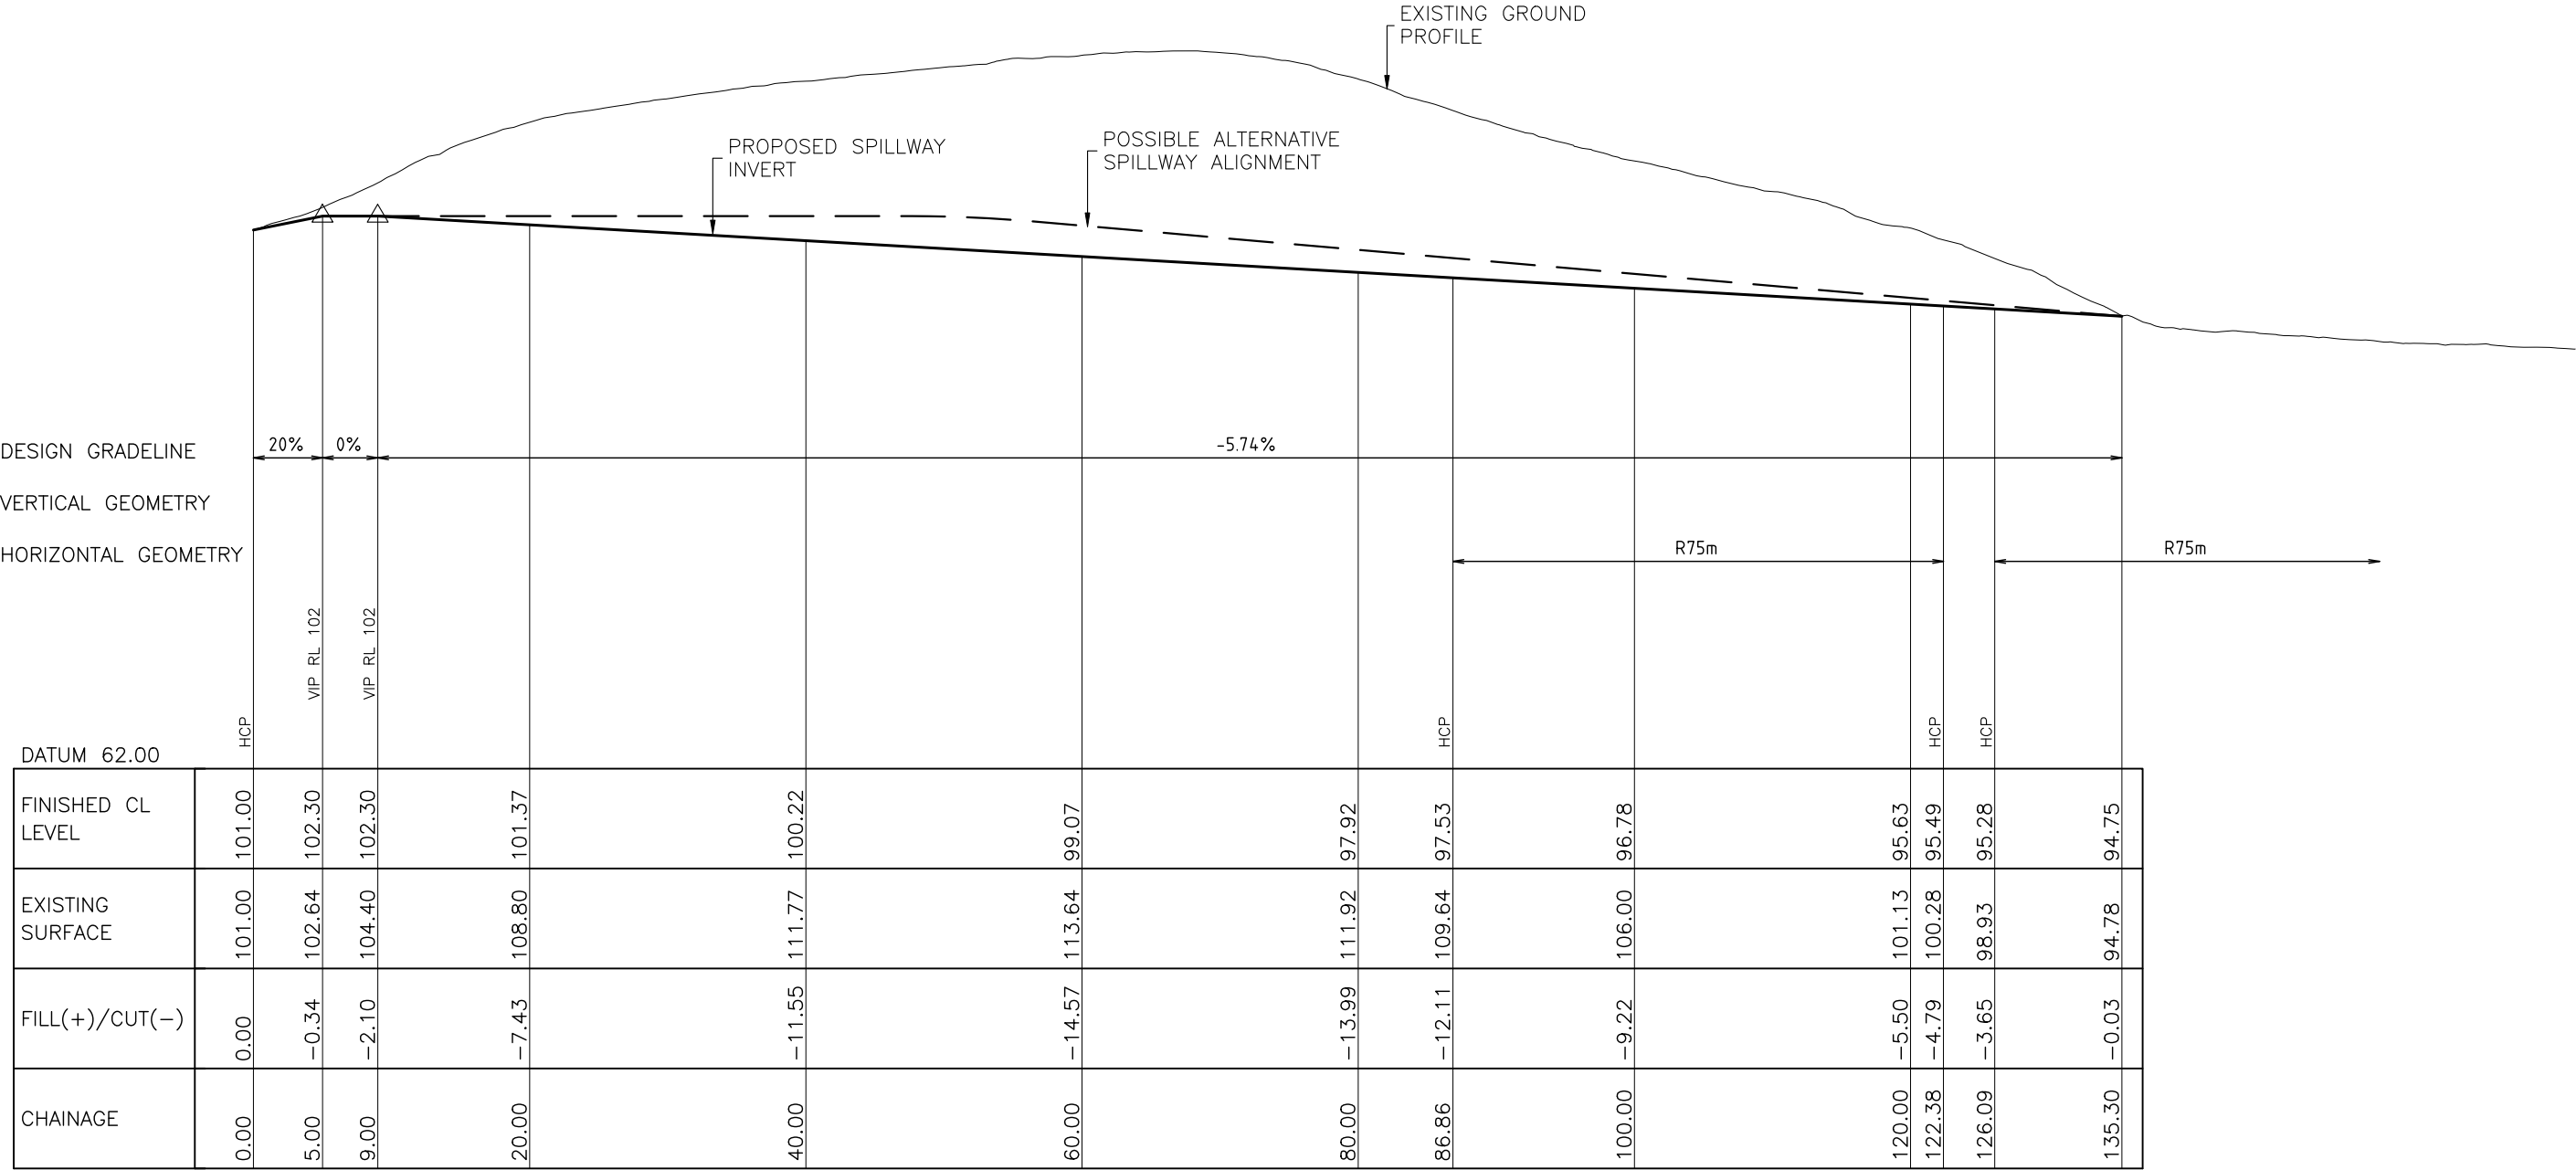 EXISTING GROUND
PROFILE
PROPOSED SPILLWAY
INVERT
POSSIBLE ALTERNATIVE
SPILLWAY ALIGNMENT
DESIGN GRADELINE 20% 0% -5.74%
VERTICAL GEOMETRY
HORIZONTAL GEOMETRY R75m R75m
HCP VIP RL 102 VIP RL 102 HCP HCP HCP
DATUM 62.00
FINISHED CL
LEVEL
101.00 102.30 102.30 101.37 100.22 99.07 97.92 97.53 96.78 95.63 95.49 95.28 94.75
EXISTING
SURFACE
101.00 102.64 104.40 108.80 111.77 113.64 111.92 109.64 106.00 101.13 100.28 98.93 94.78
FILL(+)/CUT(-) 0.00 -0.34 -2.10 -7.43 -11.55 -14.57 -13.99 -12.11 -9.22 -5.50 -4.79 -3.65 -0.03
CHAINAGE 0.00 5.00 9.00 20.00 40.00 60.00 80.00 86.86 100.00 120.00 122.38 126.09 135.30